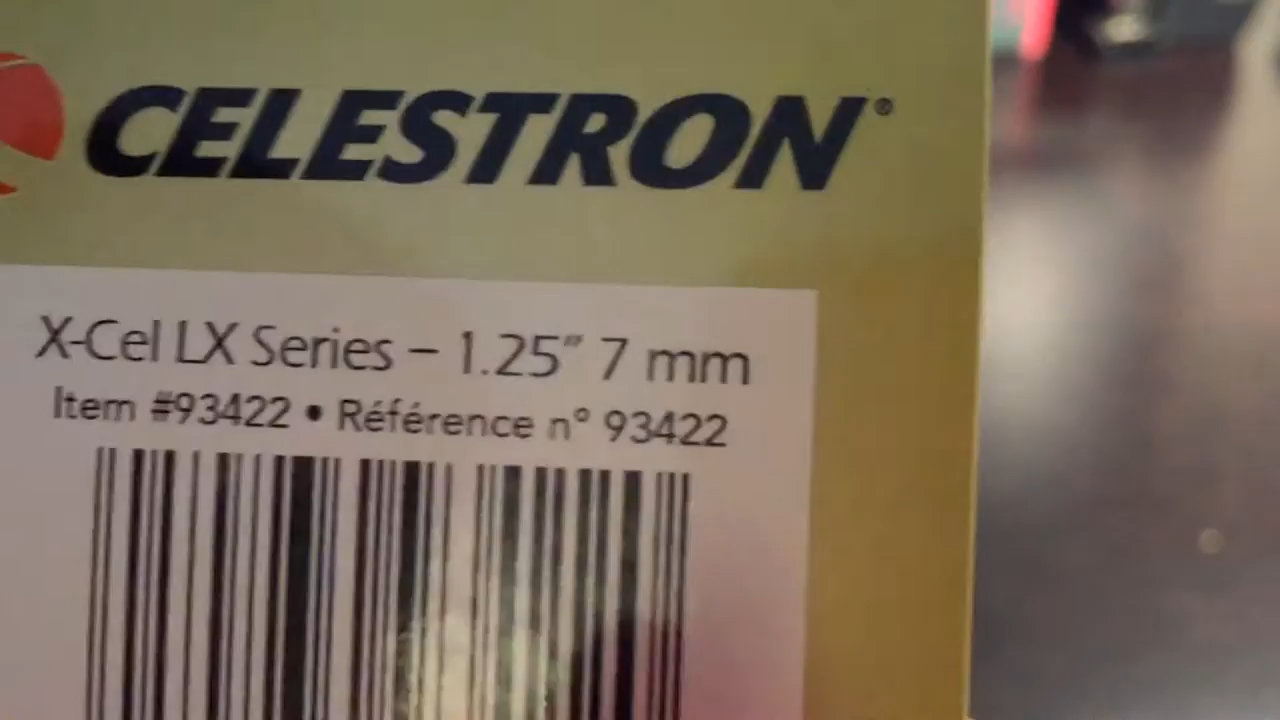 CELESTRON®
X-Cel LX Series – 1.25" 7 mm
Item #93422 • Référence n° 93422